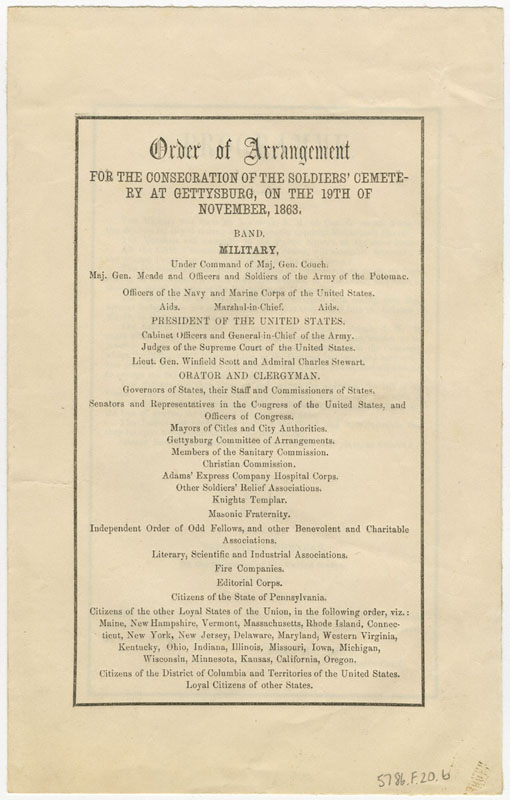 Order of Arrangement
FOR THE CONSECRATION OF THE SOLDIERS' CEMETE-
RY AT GETTYSBURG, ON THE 19TH OF
NOVEMBER, 1863.
BAND.
MILITARY,
Under Command of Maj. Gen. Couch.
Maj. Gen. Meade and Officers and Soldiers of the Army of the Potomac.
Officers of the Navy and Marine Corps of the United States.
Aids. Marshal-in-Chief. Aids.
PRESIDENT OF THE UNITED STATES.
Cabinet Officers and General-in-Chief of the Army.
Judges of the Supreme Court of the United States.
Lieut. Gen. Winfield Scott and Admiral Charles Stewart.
ORATOR AND CLERGYMAN.
Governors of States, their Staff and Commissioners of States.
Senators and Representatives in the Congress of the United States, and
Officers of Congress.
Mayors of Cities and City Authorities.
Gettysburg Committee of Arrangements.
Members of the Sanitary Commission.
Christian Commission.
Adams' Express Company Hospital Corps.
Other Soldiers' Relief Associations.
Knights Templar.
Masonic Fraternity.
Independent Order of Odd Fellows, and other Benevolent and Charitable
Associations.
Literary, Scientific and Industrial Associations.
Fire Companies.
Editorial Corps.
Citizens of the State of Pennsylvania.
Citizens of the other Loyal States of the Union, in the following order, viz.:
Maine, New Hampshire, Vermont, Massachusetts, Rhode Island, Connec-
ticut, New York, New Jersey, Delaware, Maryland, Western Virginia,
Kentucky, Ohio, Indiana, Illinois, Missouri, Iowa, Michigan,
Wisconsin, Minnesota, Kansas, California, Oregon.
Citizens of the District of Columbia and Territories of the United States.
Loyal Citizens of other States.
5786.F.20.b